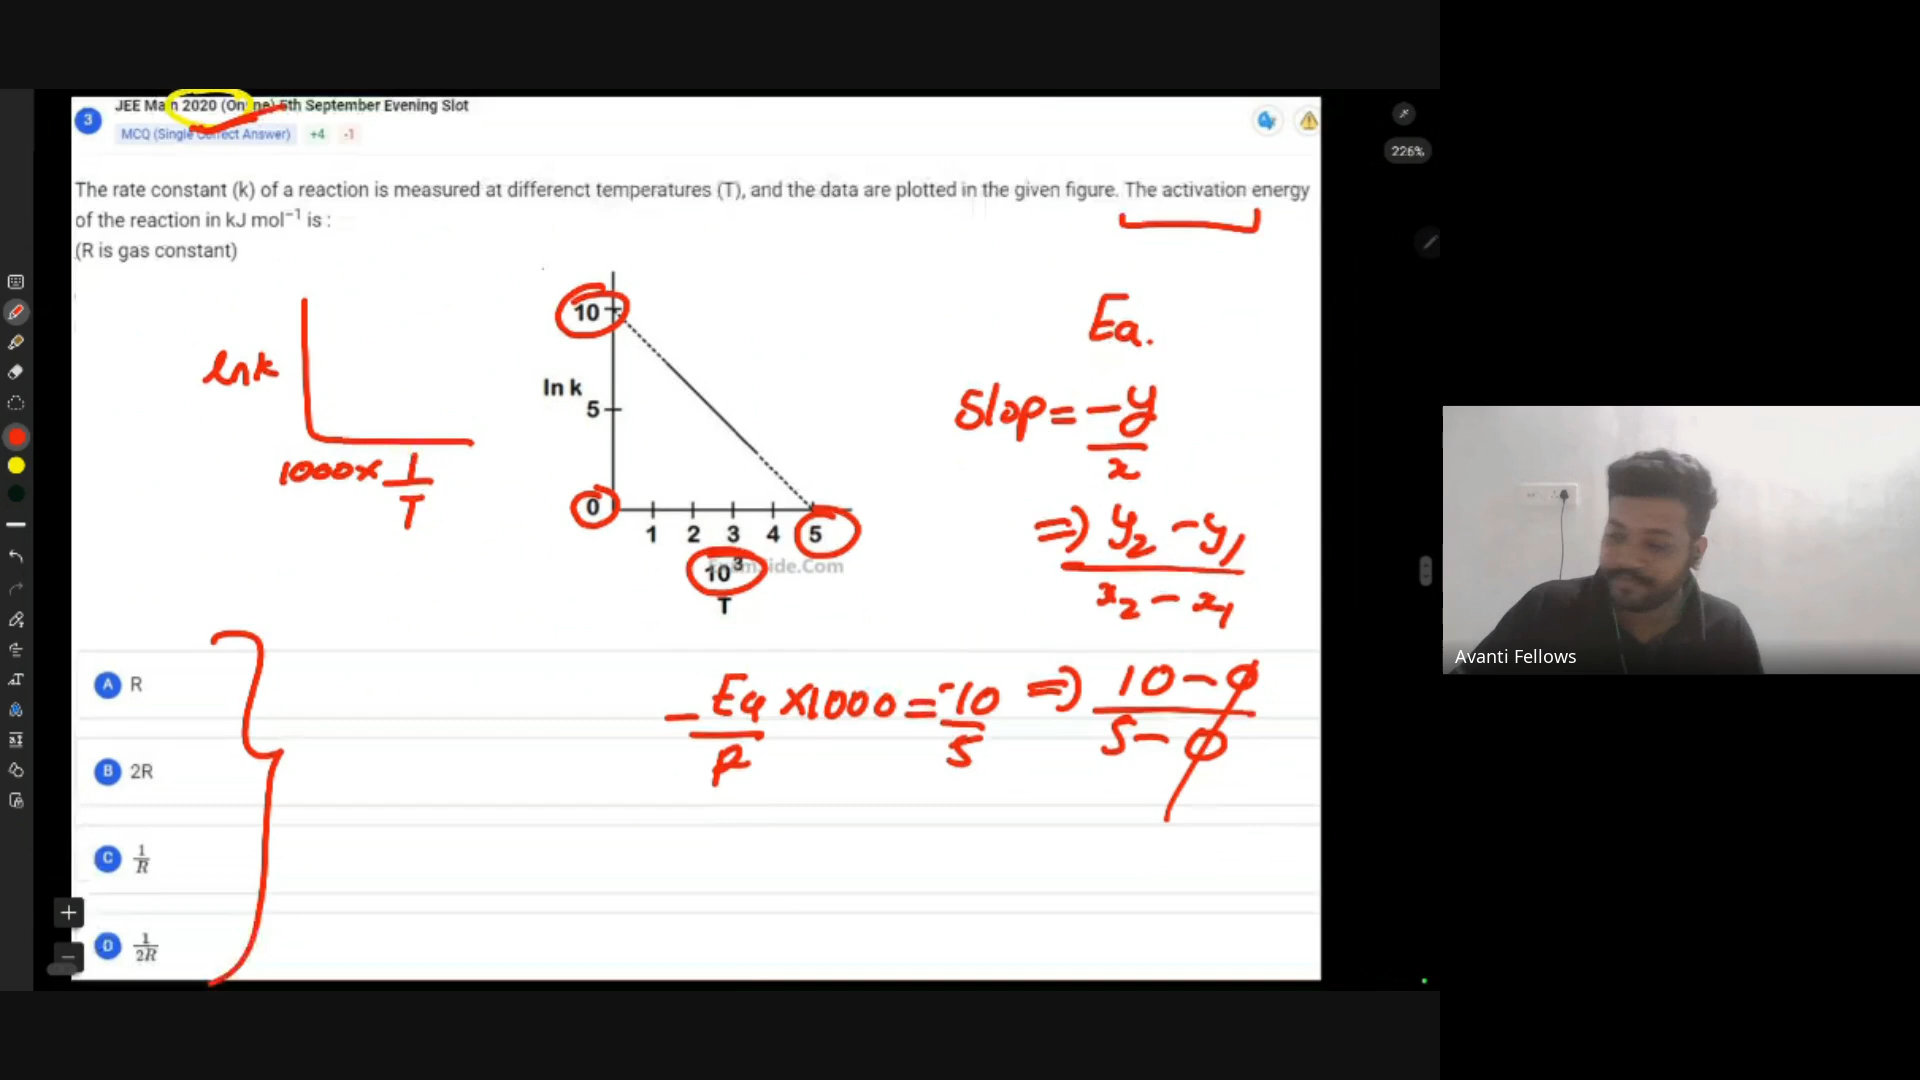 3
JEE Main 2020 (Online) 5th September Evening Slot
MCQ (Single Correct Answer) +4 -1
226%
The rate constant (k) of a reaction is measured at differenct temperatures (T), and the data are plotted in the given figure. The activation energy
of the reaction in kJ mol⁻¹ is :
(R is gas constant)
ln k
1000 × 1/T
10
ln k
5
0
1 2 3 4 5
10³
T
Side.Com
Ea.
Slop = -y/x
⇒ y₂ - y₁ / x₂ - x₁
- Ea/R × 1000 = -10/5 ⇒ 10 - 0 / 5 - 0
A R
B 2R
C 1/R
D 1/2R
Avanti Fellows